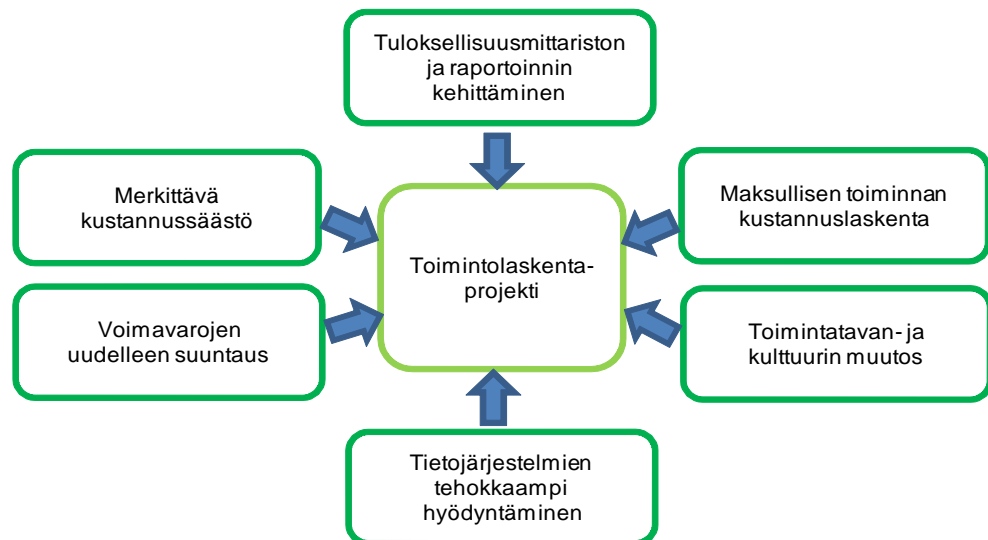 Tuloksellisuusmittariston
ja raportoinnin
kehittäminen
Merkittävä
kustannussäästö
Maksullisen toiminnan
kustannuslaskenta
Toimintolaskenta-
projekti
Voimavarojen
uudelleen suuntaus
Toimintatavan- ja
kulttuurin muutos
Tietojärjestelmien
tehokkaampi
hyödyntäminen